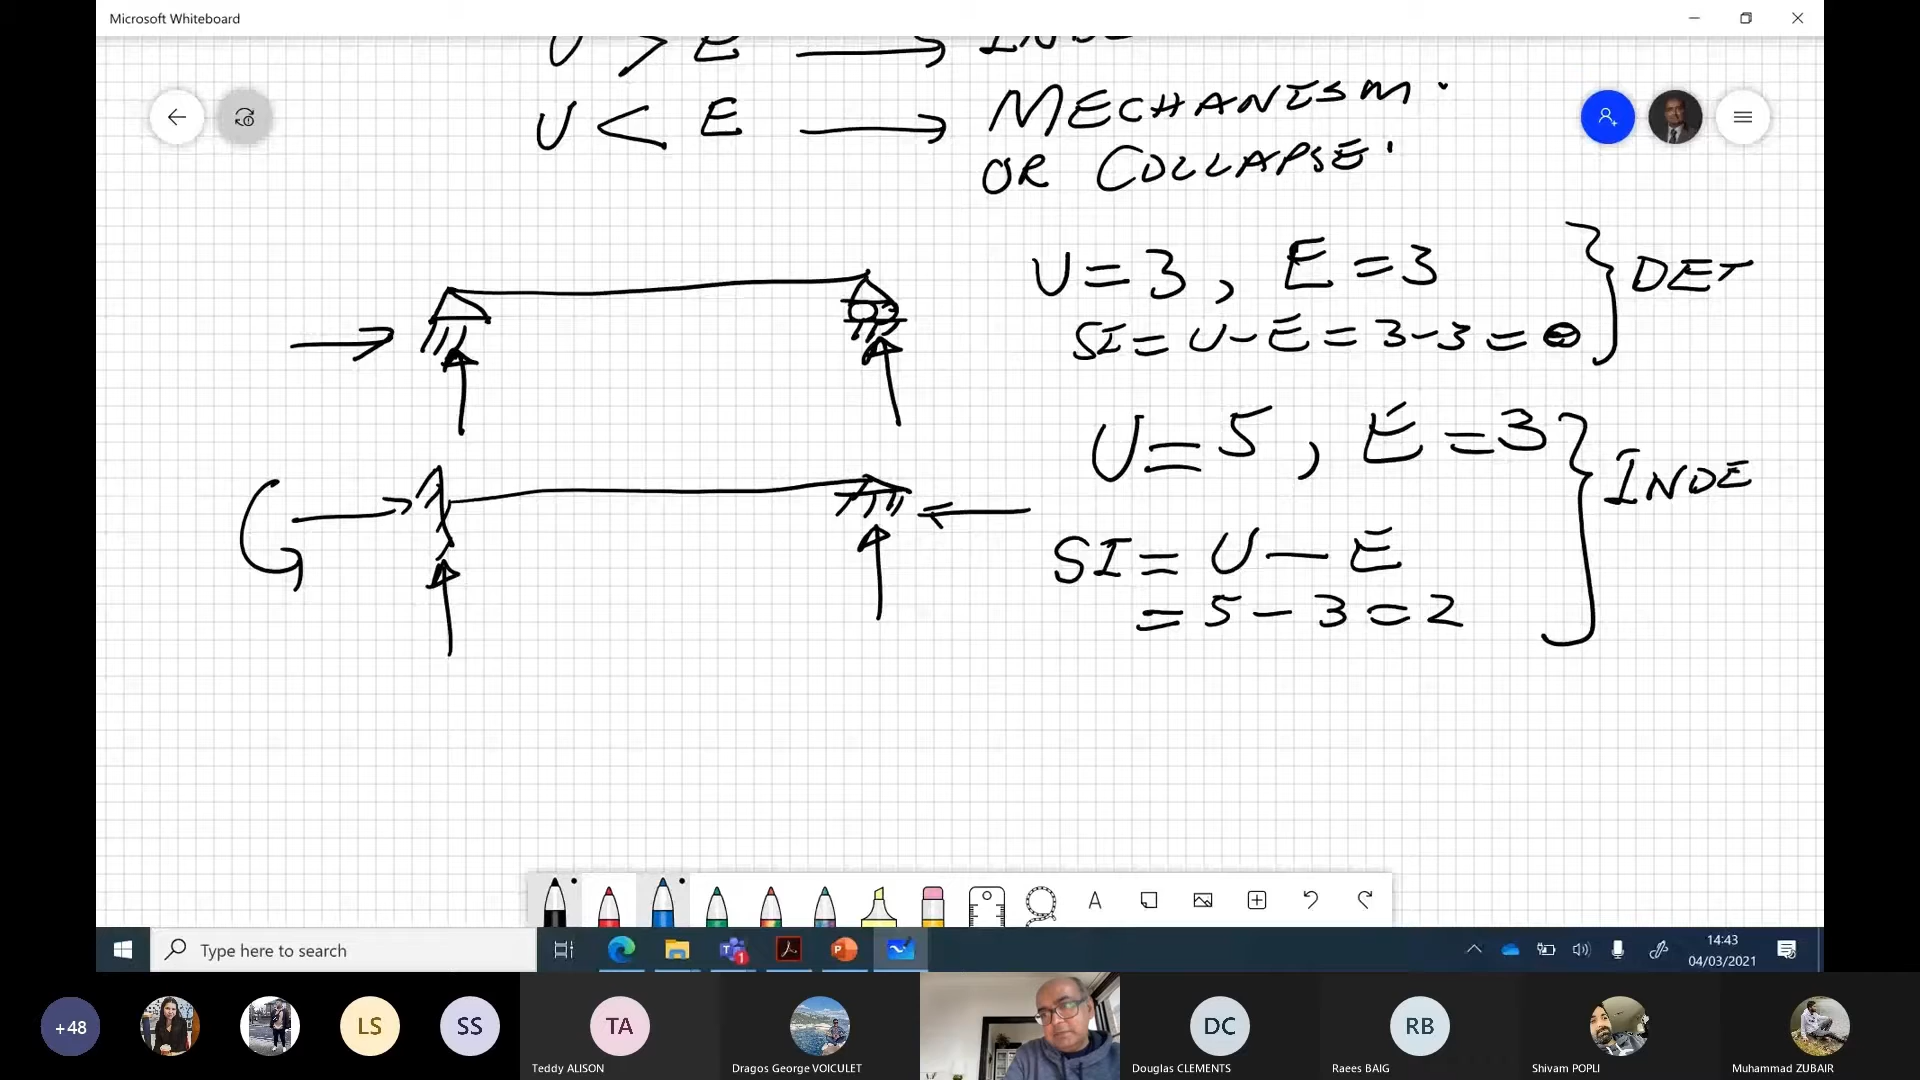 Microsoft Whiteboard
U > E → INDE
U < E → MECHANISM.
OR COLLAPSE.
U = 3, E = 3
SI = U - E = 3 - 3 = 0
DET
U = 5, E = 3
INDE
SI = U - E
= 5 - 3 = 2
A
Type here to search
1
14:43
04/03/2021
+48
LS
SS
TA
DC
RB
Teddy ALISON
Dragos George VOICULET
Douglas CLEMENTS
Raees BAIG
Shivam POPLI
Muhammad ZUBAIR